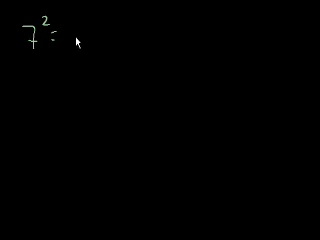 7² =